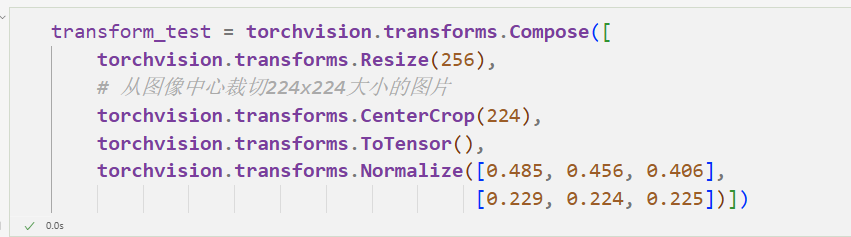 transform_test = torchvision.transforms.Compose([
torchvision.transforms.Resize(256),
# 从图像中心裁切224x224大小的图片
torchvision.transforms.CenterCrop(224),
torchvision.transforms.ToTensor(),
torchvision.transforms.Normalize([0.485, 0.456, 0.406],
[0.229, 0.224, 0.225])])
0.0s